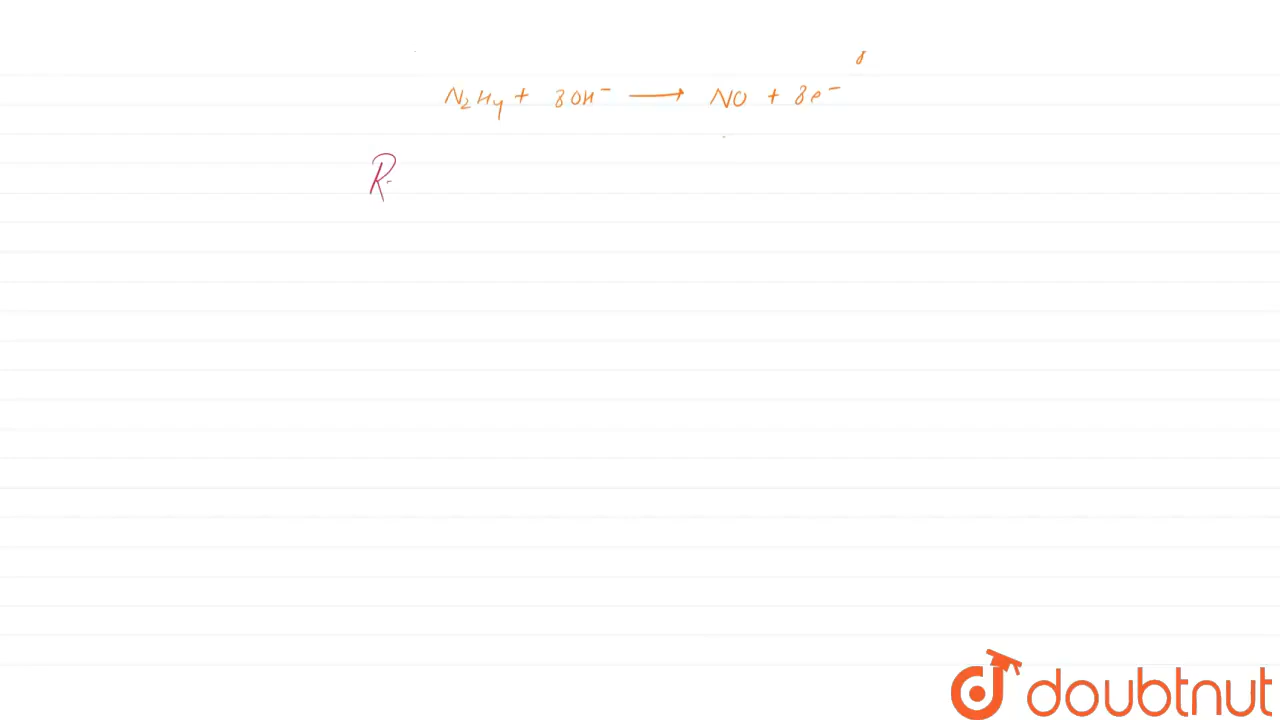 N₂H₄ + 8OH⁻ ⟶ NO + 8e⁻
R
doubtnut